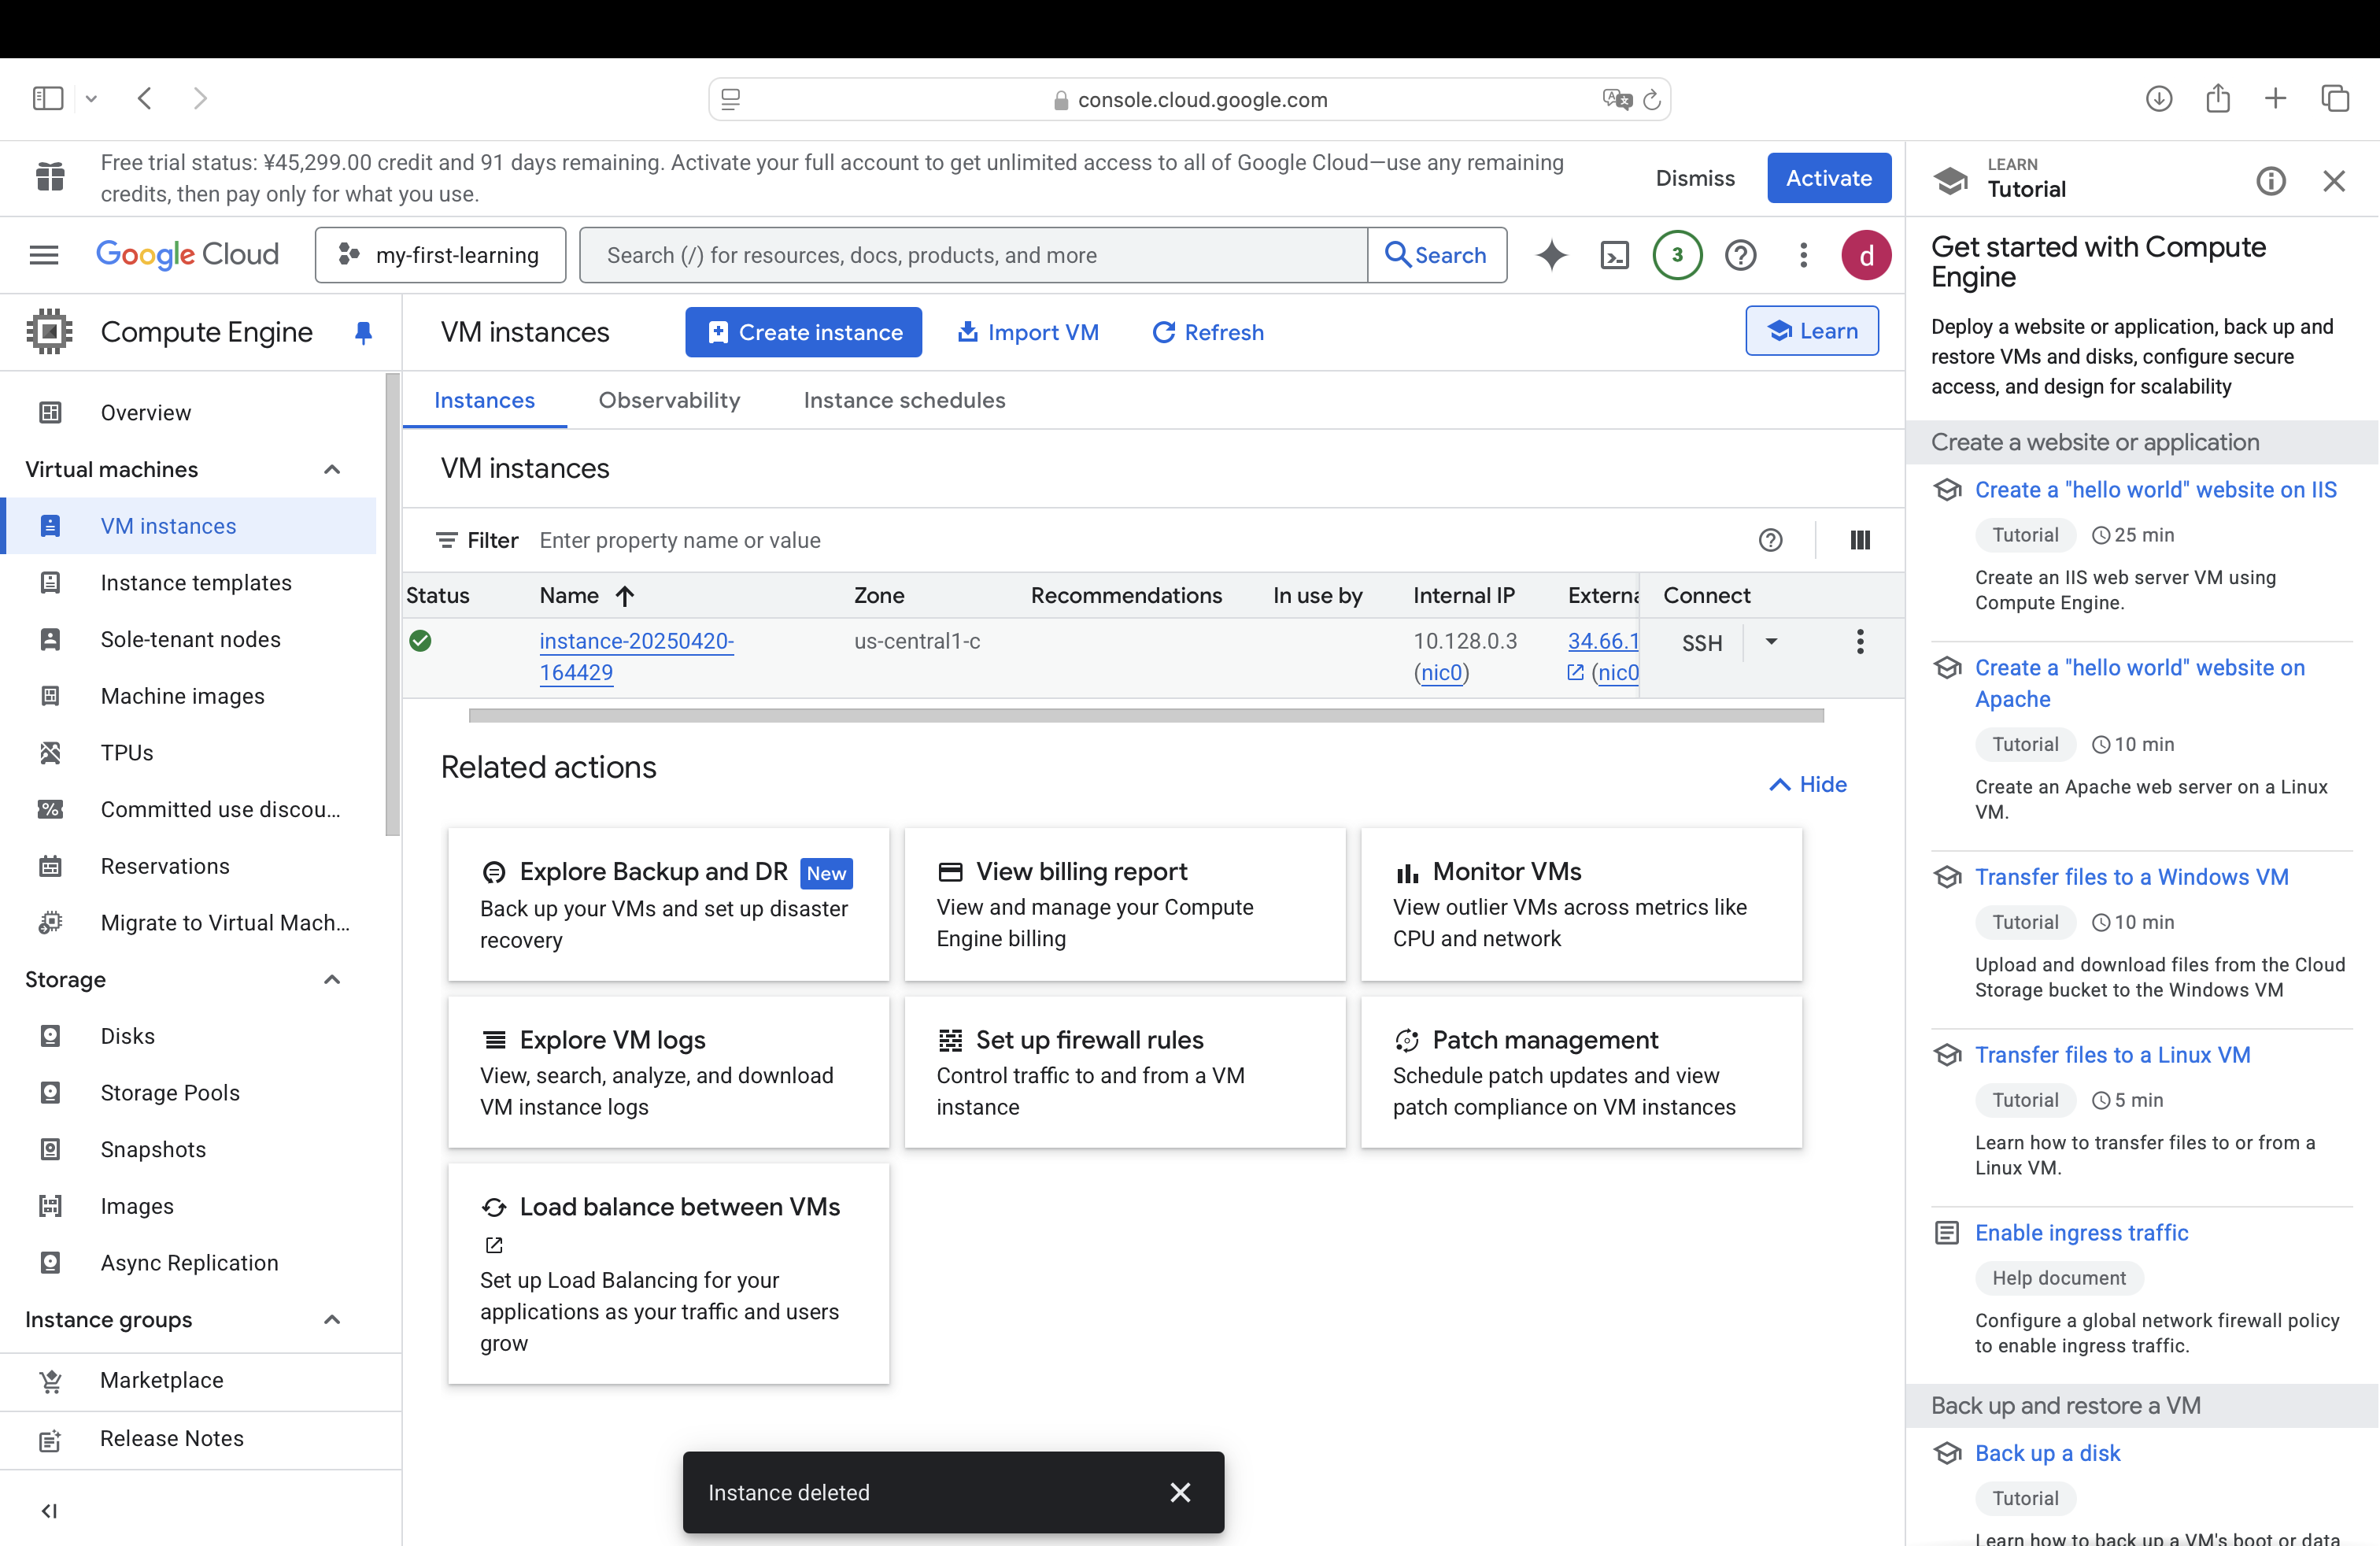 console.cloud.google.com
Free trial status: ¥45,299.00 credit and 91 days remaining. Activate your full account to get unlimited access to all of Google Cloud—use any remaining
credits, then pay only for what you use.
Dismiss
Activate
Google Cloud
my-first-learning
Search (/) for resources, docs, products, and more
Search
3
d
Compute Engine
Overview
Virtual machines
VM instances
Instance templates
Sole-tenant nodes
Machine images
TPUs
Committed use discou...
Reservations
Migrate to Virtual Mach...
Storage
Disks
Storage Pools
Snapshots
Images
Async Replication
Instance groups
Marketplace
Release Notes
VM instances
Create instance
Import VM
Refresh
Learn
Instances
Observability
Instance schedules
VM instances
Filter
Enter property name or value
Status
Name
Zone
Recommendations
In use by
Internal IP
Externa
Connect
instance-20250420-
164429
us-central1-c
10.128.0.3
(nic0)
34.66.1
(nic0
SSH
Related actions
Hide
Explore Backup and DR New
Back up your VMs and set up disaster
recovery
View billing report
View and manage your Compute
Engine billing
Monitor VMs
View outlier VMs across metrics like
CPU and network
Explore VM logs
View, search, analyze, and download
VM instance logs
Set up firewall rules
Control traffic to and from a VM
instance
Patch management
Schedule patch updates and view
patch compliance on VM instances
Load balance between VMs
Set up Load Balancing for your
applications as your traffic and users
grow
Instance deleted
LEARN
Tutorial
Get started with Compute
Engine
Deploy a website or application, back up and
restore VMs and disks, configure secure
access, and design for scalability
Create a website or application
Create a "hello world" website on IIS
Tutorial
25 min
Create an IIS web server VM using
Compute Engine.
Create a "hello world" website on
Apache
Tutorial
10 min
Create an Apache web server on a Linux
VM.
Transfer files to a Windows VM
Tutorial
10 min
Upload and download files from the Cloud
Storage bucket to the Windows VM
Transfer files to a Linux VM
Tutorial
5 min
Learn how to transfer files to or from a
Linux VM.
Enable ingress traffic
Help document
Configure a global network firewall policy
to enable ingress traffic.
Back up and restore a VM
Back up a disk
Tutorial
Learn how to back up a VM's boot or data